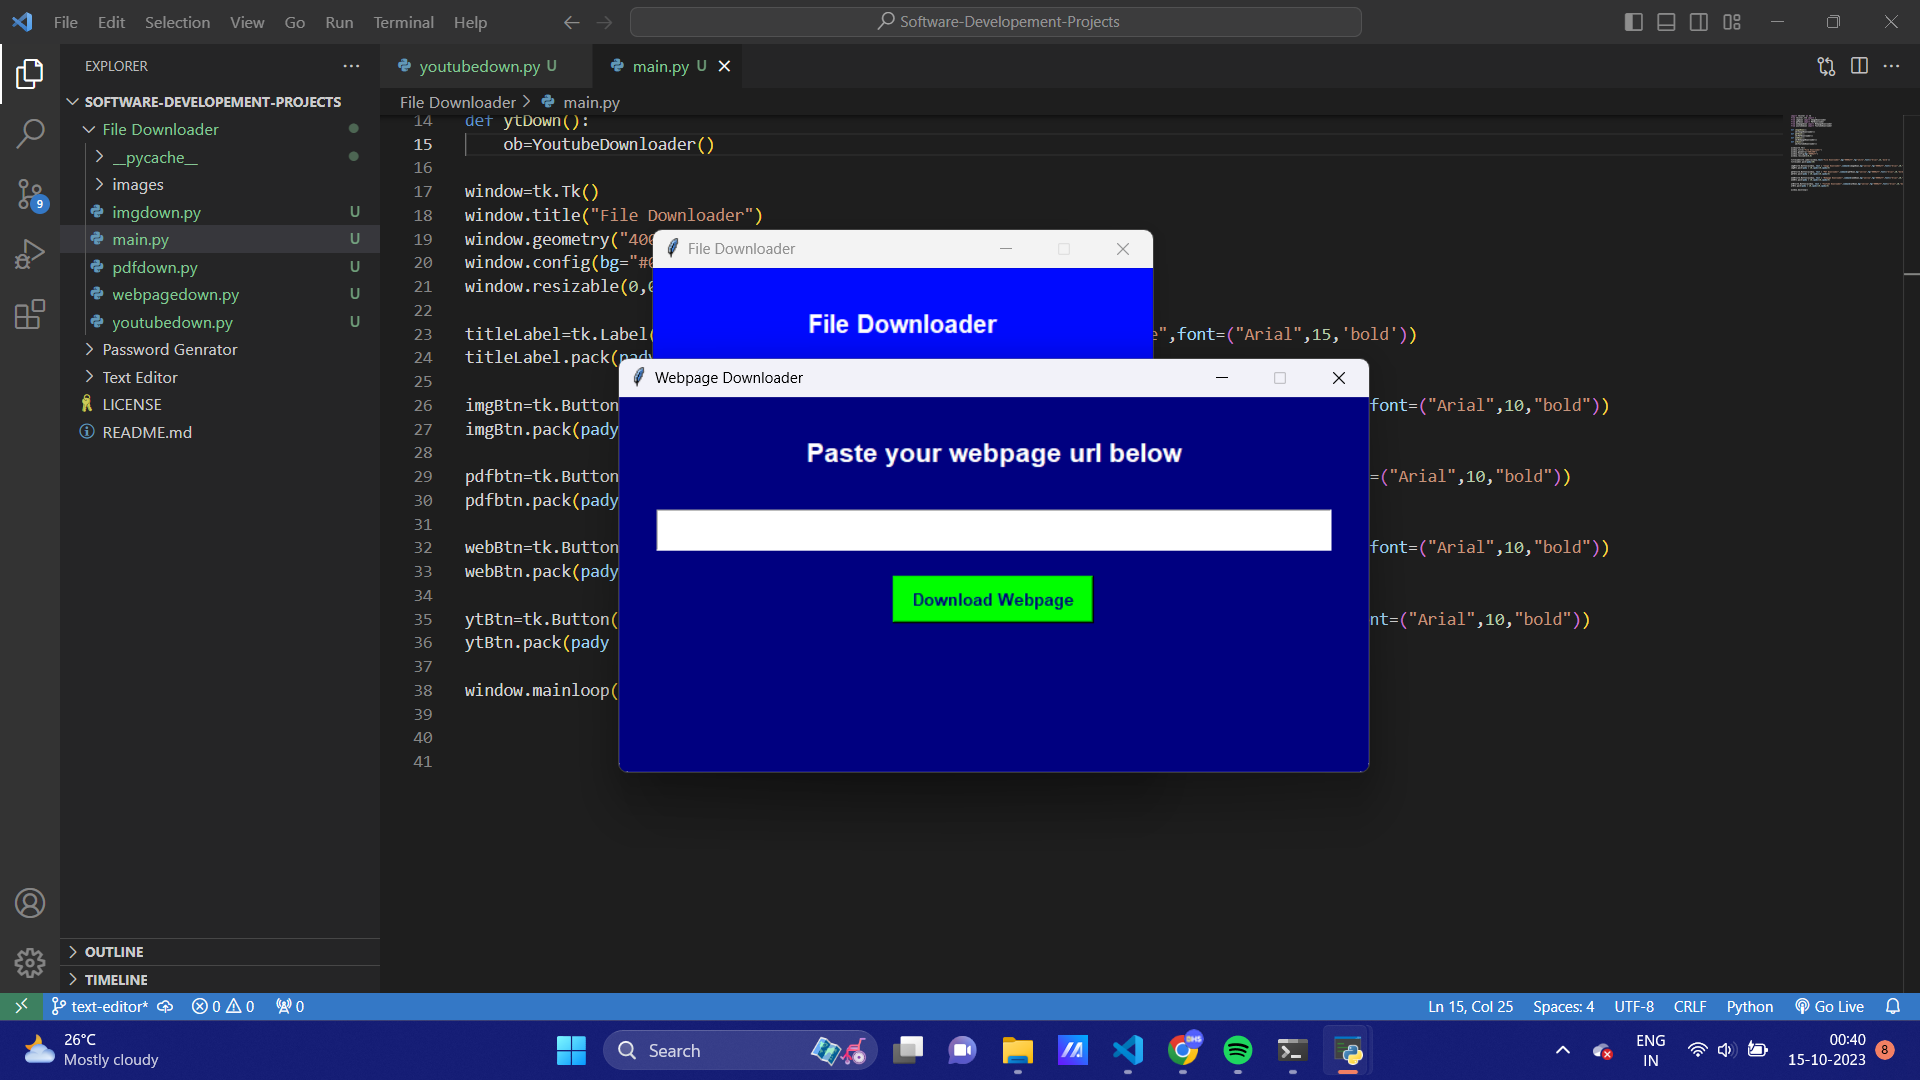 File Edit Selection View Go Run Terminal Help
Software-Developement-Projects
EXPLORER
SOFTWARE-DEVELOPEMENT-PROJECTS
File Downloader
__pycache__
images
imgdown.py U
main.py U
pdfdown.py U
webpagedown.py U
youtubedown.py U
Password Genrator
Text Editor
LICENSE
README.md
OUTLINE
TIMELINE
9
youtubedown.py U
main.py U
File Downloader > main.py
14 def ytDown():
15 ob=YoutubeDownloader()
16
17 window=tk.Tk()
18 window.title("File Downloader")
19 window.geometry("400
20 window.config(bg="#0
21 window.resizable(0,0
22
23 titleLabel=tk.Label( e",font=("Arial",15,'bold'))
24 titleLabel.pack(pady
25
26 imgBtn=tk.Button font=("Arial",10,"bold"))
27 imgBtn.pack(pady
28
29 pdfbtn=tk.Button =("Arial",10,"bold"))
30 pdfbtn.pack(pady
31
32 webBtn=tk.Button font=("Arial",10,"bold"))
33 webBtn.pack(pady
34
35 ytBtn=tk.Button( nt=("Arial",10,"bold"))
36 ytBtn.pack(pady
37
38 window.mainloop(
39
40
41
File Downloader
File Downloader
Webpage Downloader
Paste your webpage url below
Download Webpage
text-editor* 0 0 0
Ln 15, Col 25 Spaces: 4 UTF-8 CRLF Python Go Live
26°C
Mostly cloudy
Search
DHS
ENG
IN
00:40
15-10-2023
8